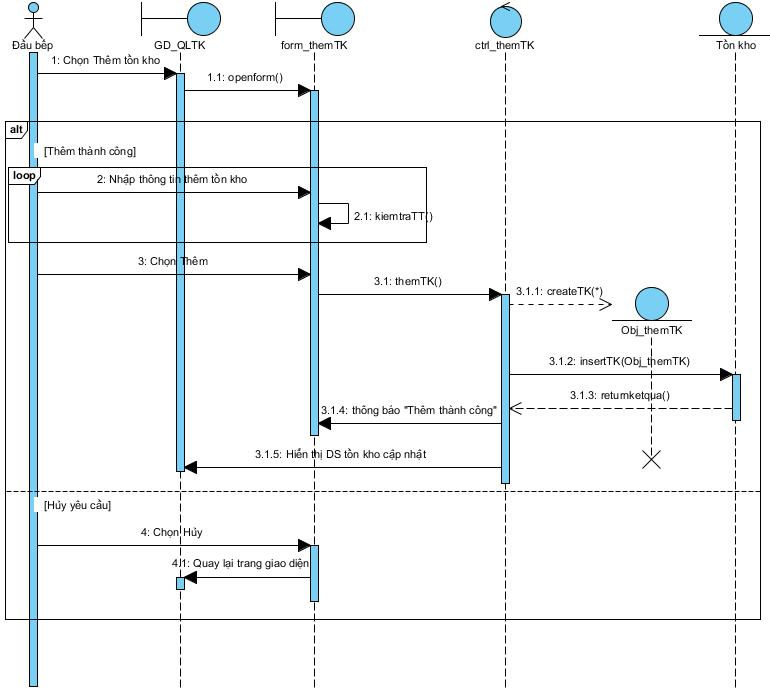 Đầu bếp
GD_QLTK
form_themTK
ctrl_themTK
Tồn kho
1: Chọn Thêm tồn kho
1.1: openform()
alt
[Thêm thành công]
loop
2: Nhập thông tin thêm tồn kho
2.1: kiemtraTT()
3: Chọn Thêm
3.1: themTK()
3.1.1: createTK(*)
Obj_themTK
3.1.2: insertTK(Obj_themTK)
3.1.3: returnketqua()
3.1.4: thông báo "Thêm thành công"
3.1.5: Hiển thị DS tồn kho cập nhật
[Hủy yêu cầu]
4: Chọn Hủy
4.1: Quay lại trang giao diện